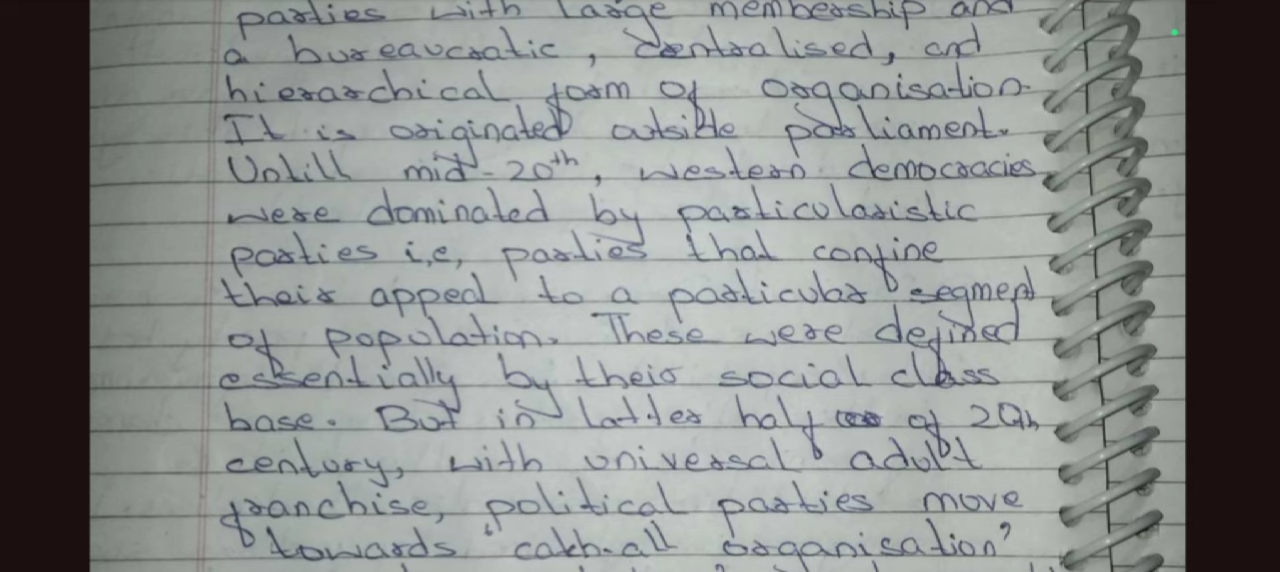 parties with large membership and
a bureaucratic, centralised, and
hierarchical form of organisation.
It is originated outside parliament.
Untill mid-20th, western democracies
were dominated by particularistic
parties i,e, parties that confine
their appeal to a particular segment
of population. These were defined
essentially by their social class
base. But in latter half of 20th
century, with universal adult
franchise, political parties move
towards 'catch-all organisation'